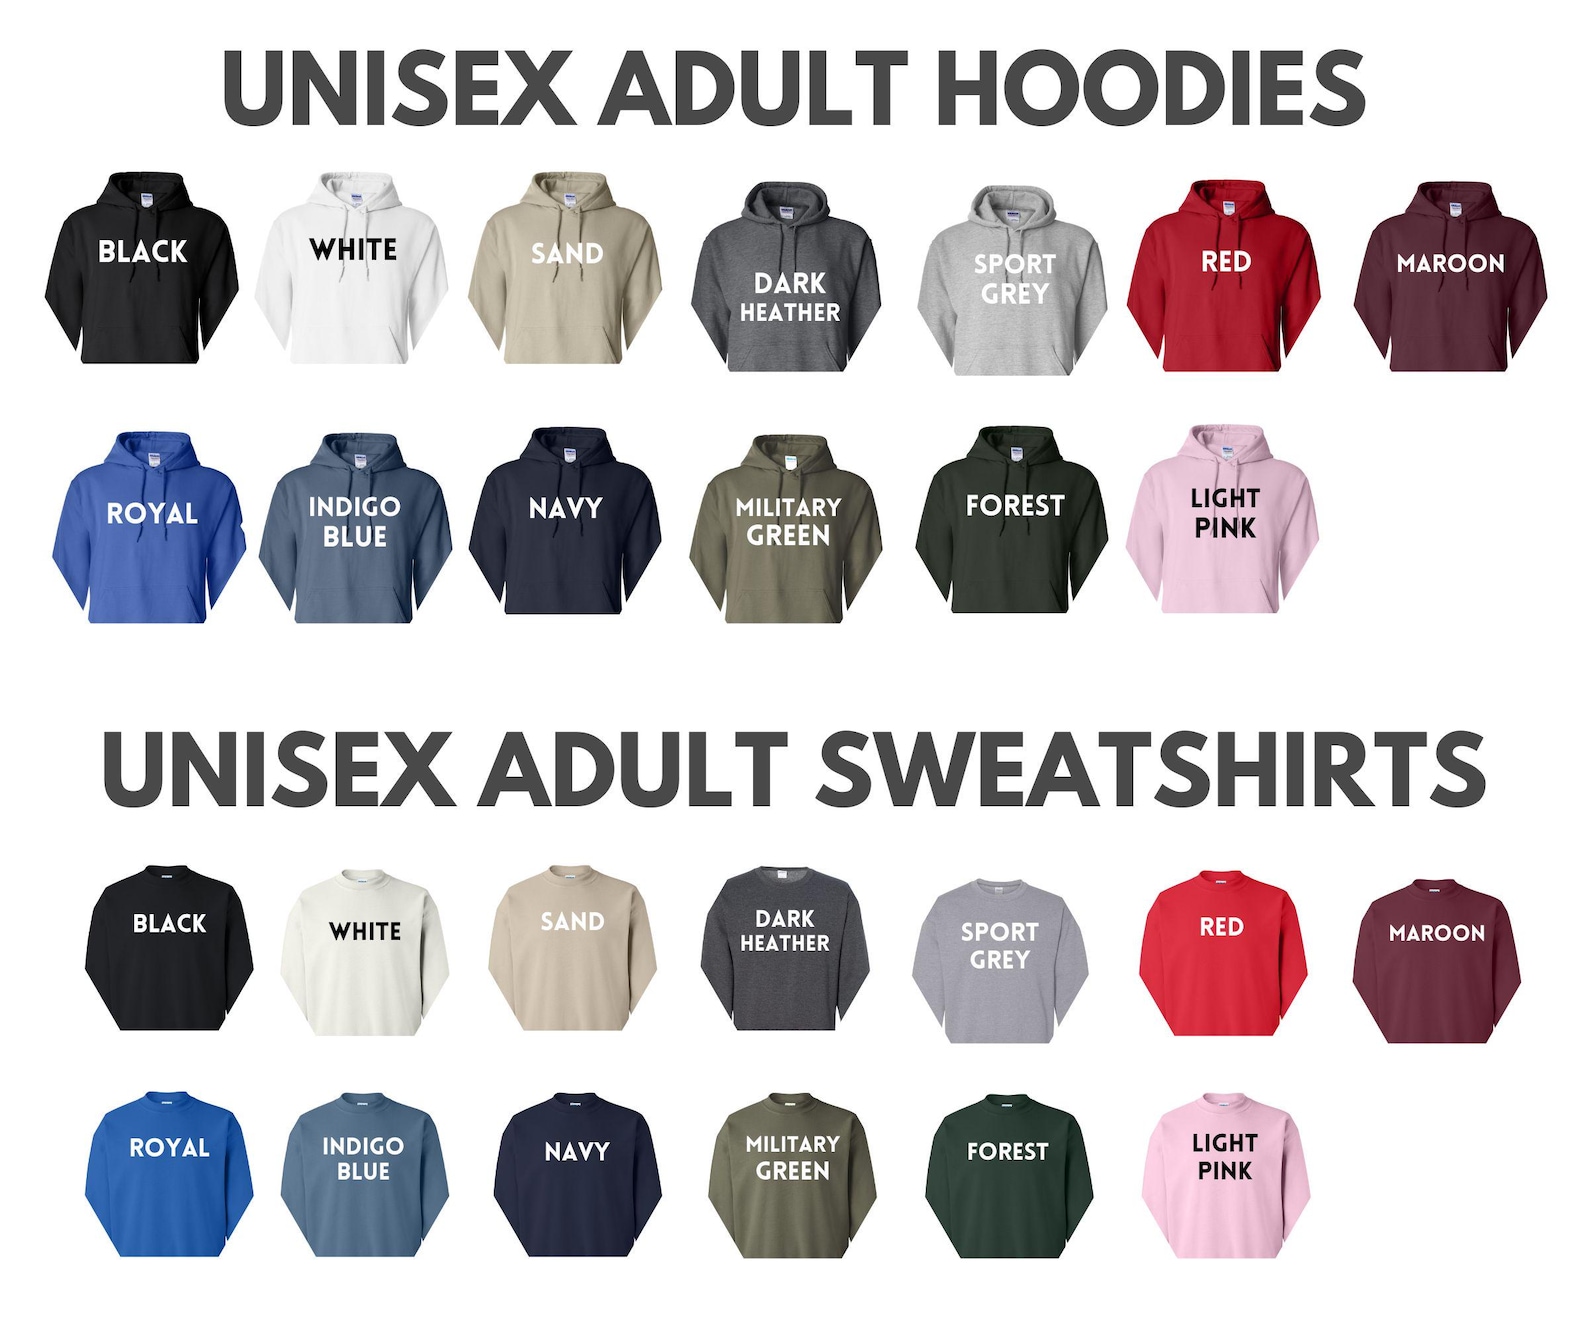 UNISEX ADULT HOODIES
BLACK
WHITE
SAND
DARK
HEATHER
SPORT
GREY
RED
MAROON
ROYAL
INDIGO
BLUE
NAVY
MILITARY
GREEN
FOREST
LIGHT
PINK
UNISEX ADULT SWEATSHIRTS
BLACK
WHITE
SAND
DARK
HEATHER
SPORT
GREY
RED
MAROON
ROYAL
INDIGO
BLUE
NAVY
MILITARY
GREEN
FOREST
LIGHT
PINK